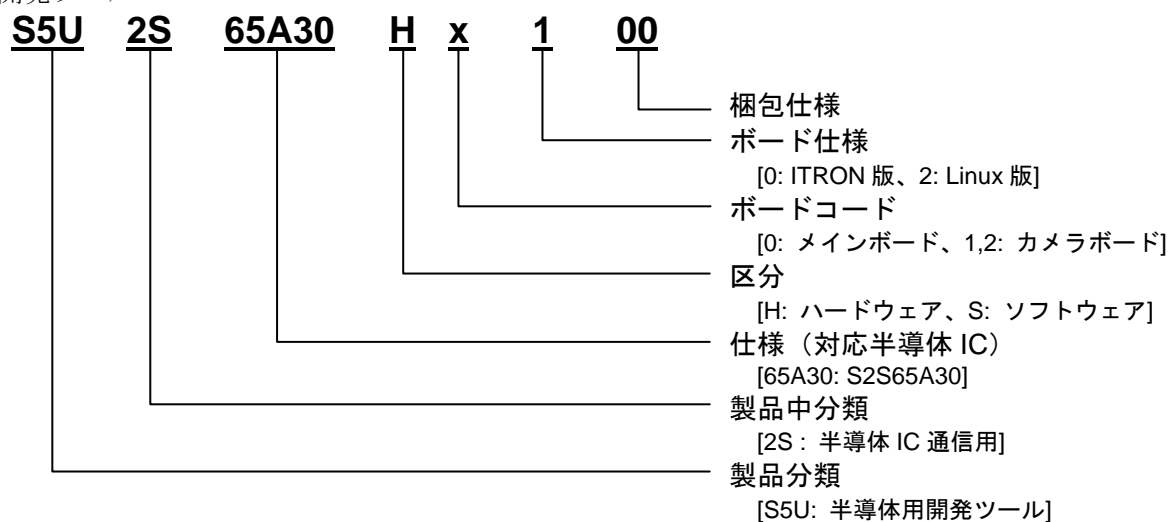 S5U 2S 65A30 H x 1 00
梱包仕様
ボード仕様
[0: ITRON 版、2: Linux 版]
ボードコード
[0: メインボード、1,2: カメラボード]
区分
[H: ハードウェア、S: ソフトウェア]
仕様（対応半導体 IC）
[65A30: S2S65A30]
製品中分類
[2S : 半導体 IC 通信用]
製品分類
[S5U: 半導体用開発ツール]